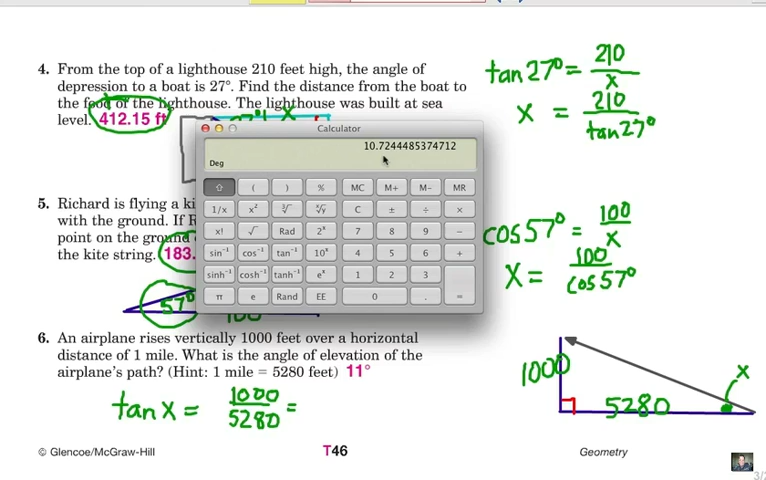 4. From the top of a lighthouse 210 feet high, the angle of
depression to a boat is 27°. Find the distance from the boat to
the foot of the lighthouse. The lighthouse was built at sea
level. 412.15 ft
tan 27° = 210 / x
x = 210 / tan 27°
x
Calculator
10.7244485374712
Deg
⇧ ( ) % MC M+ M− MR
1/x x² ³√ ˣ√y C ± ÷ ×
x! √ Rad 2ˣ 7 8 9 −
sin⁻¹ cos⁻¹ tan⁻¹ 10ˣ 4 5 6 +
sinh⁻¹ cosh⁻¹ tanh⁻¹ eˣ 1 2 3 =
π e Rand EE 0 .
5. Richard is flying a ki
with the ground. If R
point on the ground
the kite string. 183.
57°
100
cos 57° = 100 / x
x = 100 / cos 57°
6. An airplane rises vertically 1000 feet over a horizontal
distance of 1 mile. What is the angle of elevation of the
airplane's path? (Hint: 1 mile = 5280 feet) 11°
tan x = 1000 / 5280 =
1000
5280
x
© Glencoe/McGraw-Hill
T46
Geometry